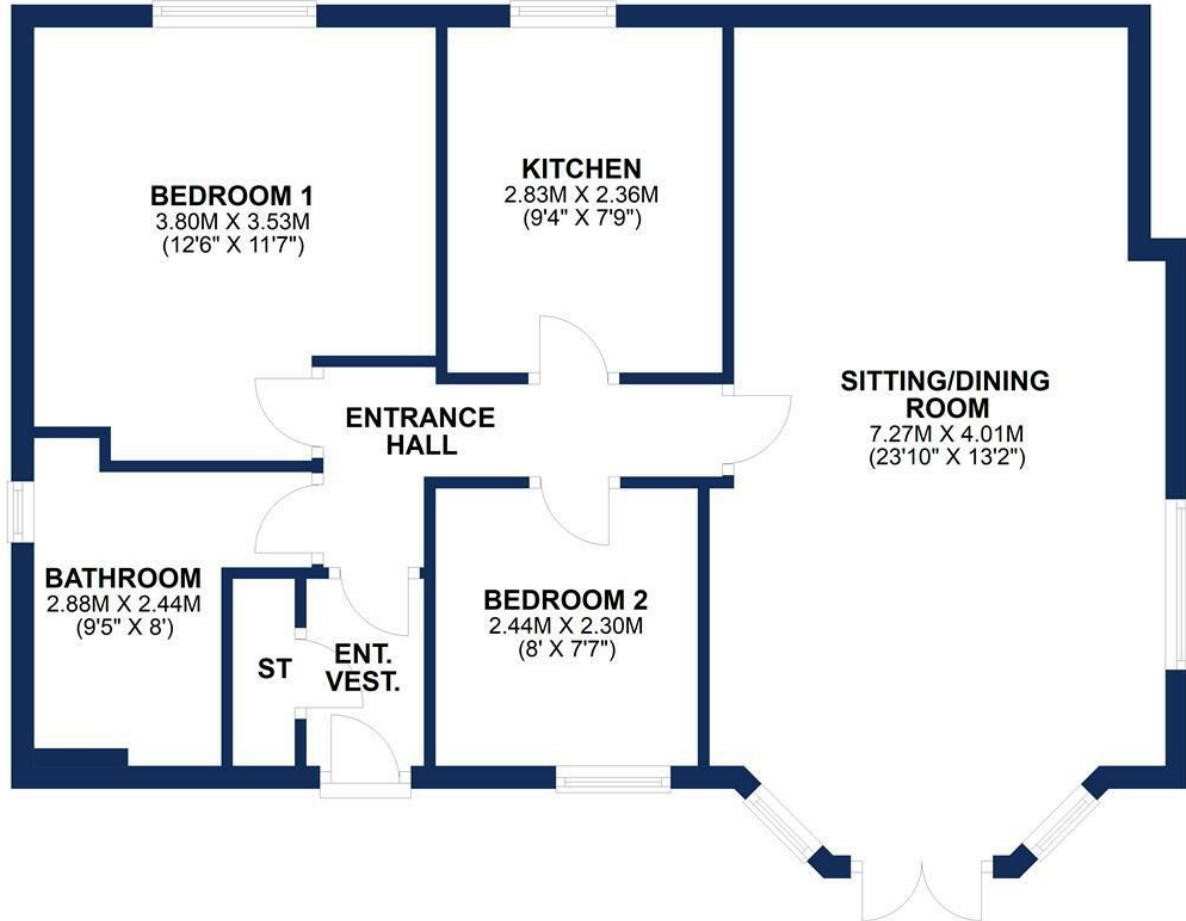 BEDROOM 1
3.80M X 3.53M
(12'6" X 11'7")
KITCHEN
2.83M X 2.36M
(9'4" X 7'9")
SITTING/DINING
ROOM
7.27M X 4.01M
(23'10" X 13'2")
ENTRANCE
HALL
BATHROOM
2.88M X 2.44M
(9'5" X 8')
ST
ENT.
VEST.
BEDROOM 2
2.44M X 2.30M
(8' X 7'7")